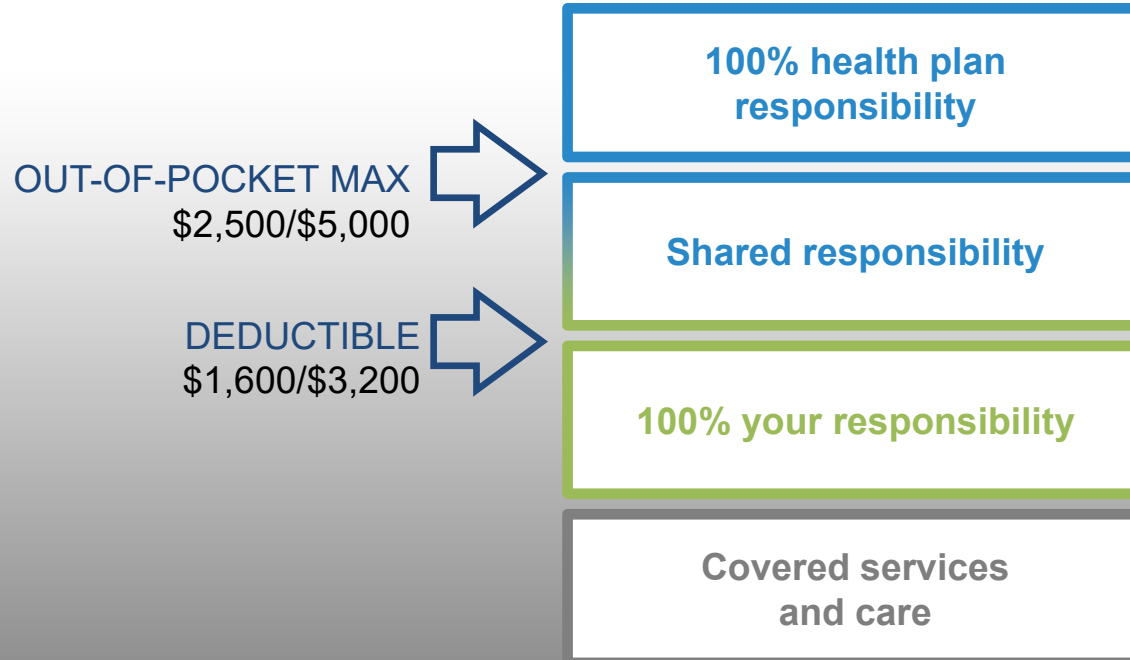 100% health plan
responsibility
OUT-OF-POCKET MAX
$2,500/$5,000
Shared responsibility
DEDUCTIBLE
$1,600/$3,200
100% your responsibility
Covered services
and care